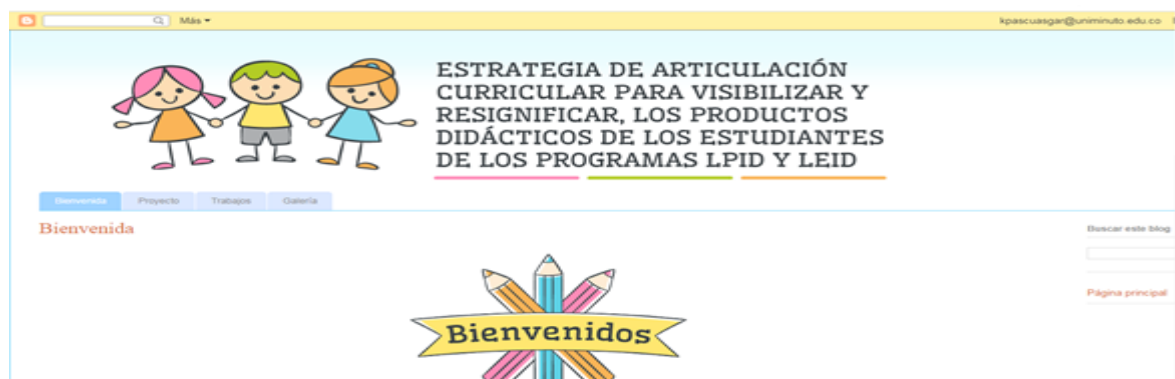 Más
kpascuasgar@uniminuto.edu.co
ESTRATEGIA DE ARTICULACIÓN
CURRICULAR PARA VISIBILIZAR Y
RESIGNIFICAR, LOS PRODUCTOS
DIDÁCTICOS DE LOS ESTUDIANTES
DE LOS PROGRAMAS LPID Y LEID
Bienvenida Proyecto Trabajos Galería
Bienvenida
Buscar este blog
Página principal
Bienvenidos